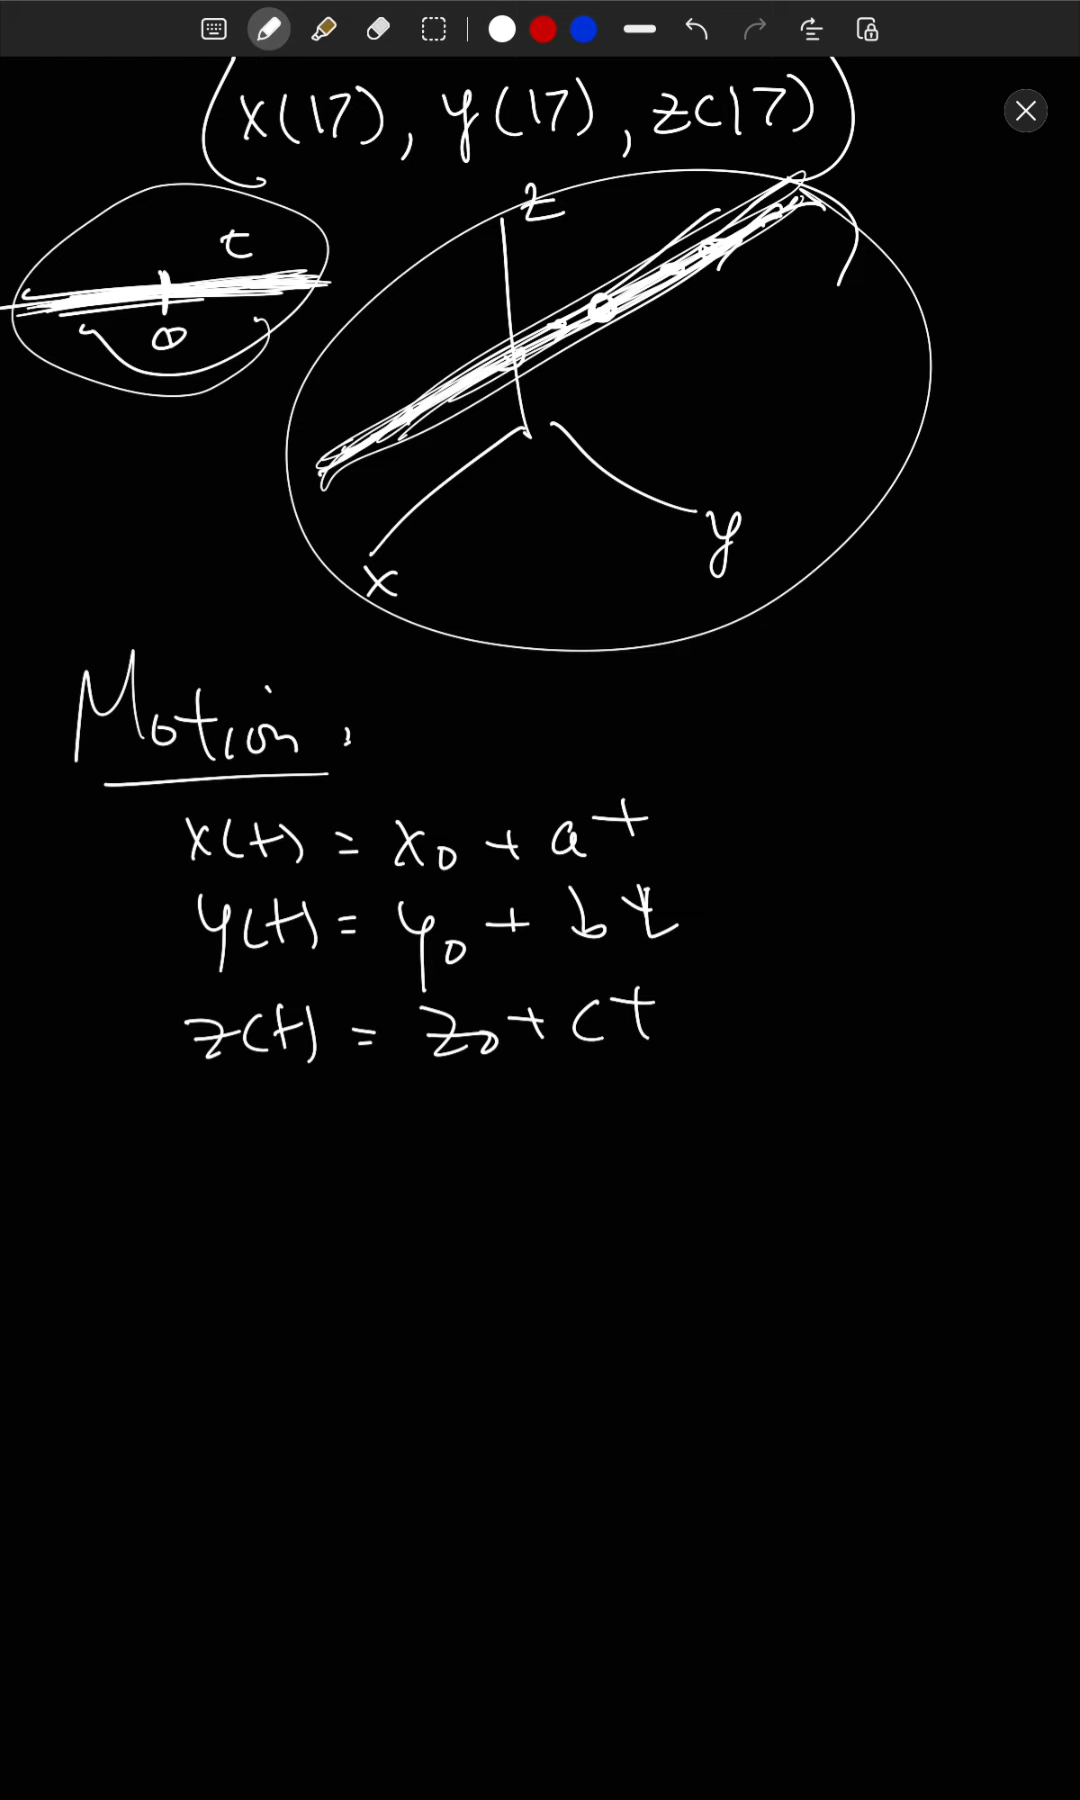 x(17), y(17), z(17)
z
t
0
y
x
Motion:
x(t) = x₀ + at
y(t) = y₀ + bt
z(t) = z₀ + ct